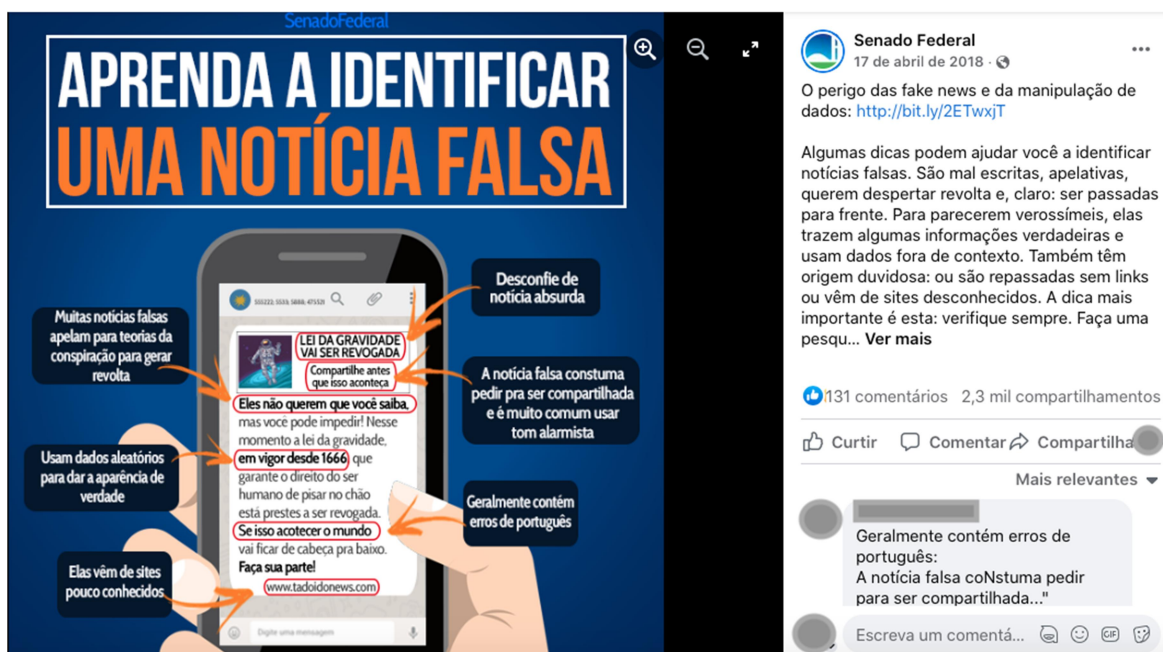 SenadoFederal
APRENDA A IDENTIFICAR
UMA NOTÍCIA FALSA
Desconfie de
notícia absurda
Muitas notícias falsas
apelam para teorias da
conspiração para gerar
revolta
LEI DA GRAVIDADE
VAI SER REVOGADA
Compartilhe antes
que isso aconteça
A notícia falsa constuma
pedir pra ser compartilhada
e é muito comum usar
tom alarmista
Eles não querem que você saiba,
mas você pode impedir! Nesse
momento a lei da gravidade,
em vigor desde 1666, que
garante o direito do ser
humano de pisar no chão
está prestes a ser revogada.
Se isso acotecer o mundo
vai ficar de cabeça pra baixo.
Faça sua parte!
www.tadoidonews.com
Usam dados aleatórios
para dar a aparência de
verdade
Geralmente contém
erros de português
Elas vêm de sites
pouco conhecidos
Digite uma mensagem
Senado Federal
17 de abril de 2018
O perigo das fake news e da manipulação de
dados: http://bit.ly/2ETwxjT
Algumas dicas podem ajudar você a identificar
notícias falsas. São mal escritas, apelativas,
querem despertar revolta e, claro: ser passadas
para frente. Para parecerem verossímeis, elas
trazem algumas informações verdadeiras e
usam dados fora de contexto. Também têm
origem duvidosa: ou são repassadas sem links
ou vêm de sites desconhecidos. A dica mais
importante é esta: verifique sempre. Faça uma
pesqu... Ver mais
131 comentários 2,3 mil compartilhamentos
Curtir Comentar Compartilha
Mais relevantes
Geralmente contém erros de
português:
A notícia falsa coNstuma pedir
para ser compartilhada..."
Escreva um comentá...
GIF